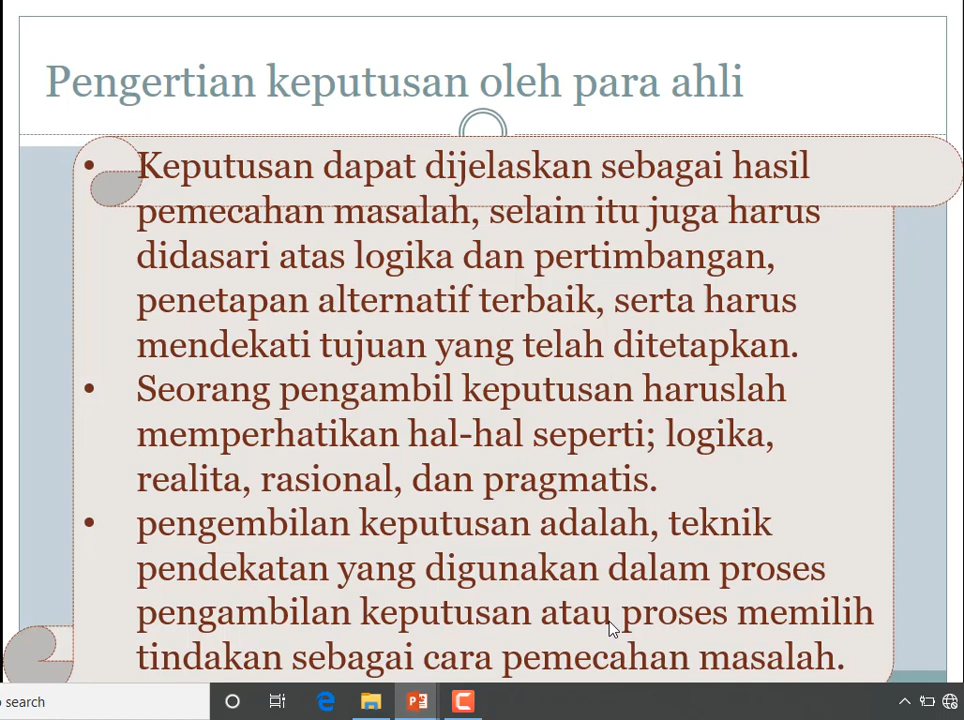 Pengertian keputusan oleh para ahli
• Keputusan dapat dijelaskan sebagai hasil
pemecahan masalah, selain itu juga harus
didasari atas logika dan pertimbangan,
penetapan alternatif terbaik, serta harus
mendekati tujuan yang telah ditetapkan.
• Seorang pengambil keputusan haruslah
memperhatikan hal-hal seperti; logika,
realita, rasional, dan pragmatis.
• pengembilan keputusan adalah, teknik
pendekatan yang digunakan dalam proses
pengambilan keputusan atau proses memilih
tindakan sebagai cara pemecahan masalah.
search